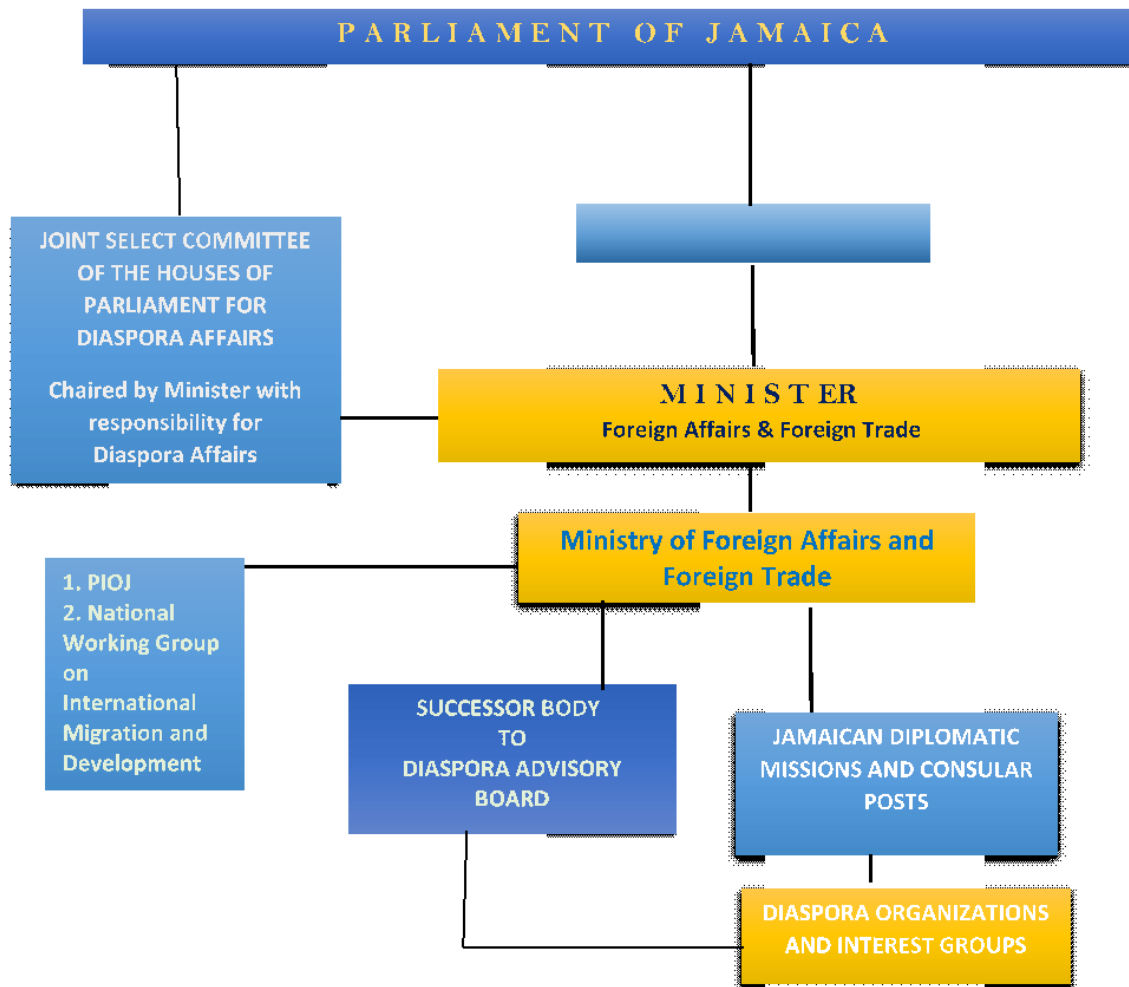 PARLIAMENT OF JAMAICA
JOINT SELECT COMMITTEE
OF THE HOUSES OF
PARLIAMENT FOR
DIASPORA AFFAIRS
Chaired by Minister with
responsibility for
Diaspora Affairs
MINISTER
Foreign Affairs & Foreign Trade
Ministry of Foreign Affairs and
Foreign Trade
1. PIOJ
2. National
Working Group
on
International
Migration and
Development
SUCCESSOR BODY
TO
DIASPORA ADVISORY
BOARD
JAMAICAN DIPLOMATIC
MISSIONS AND CONSULAR
POSTS
DIASPORA ORGANIZATIONS
AND INTEREST GROUPS